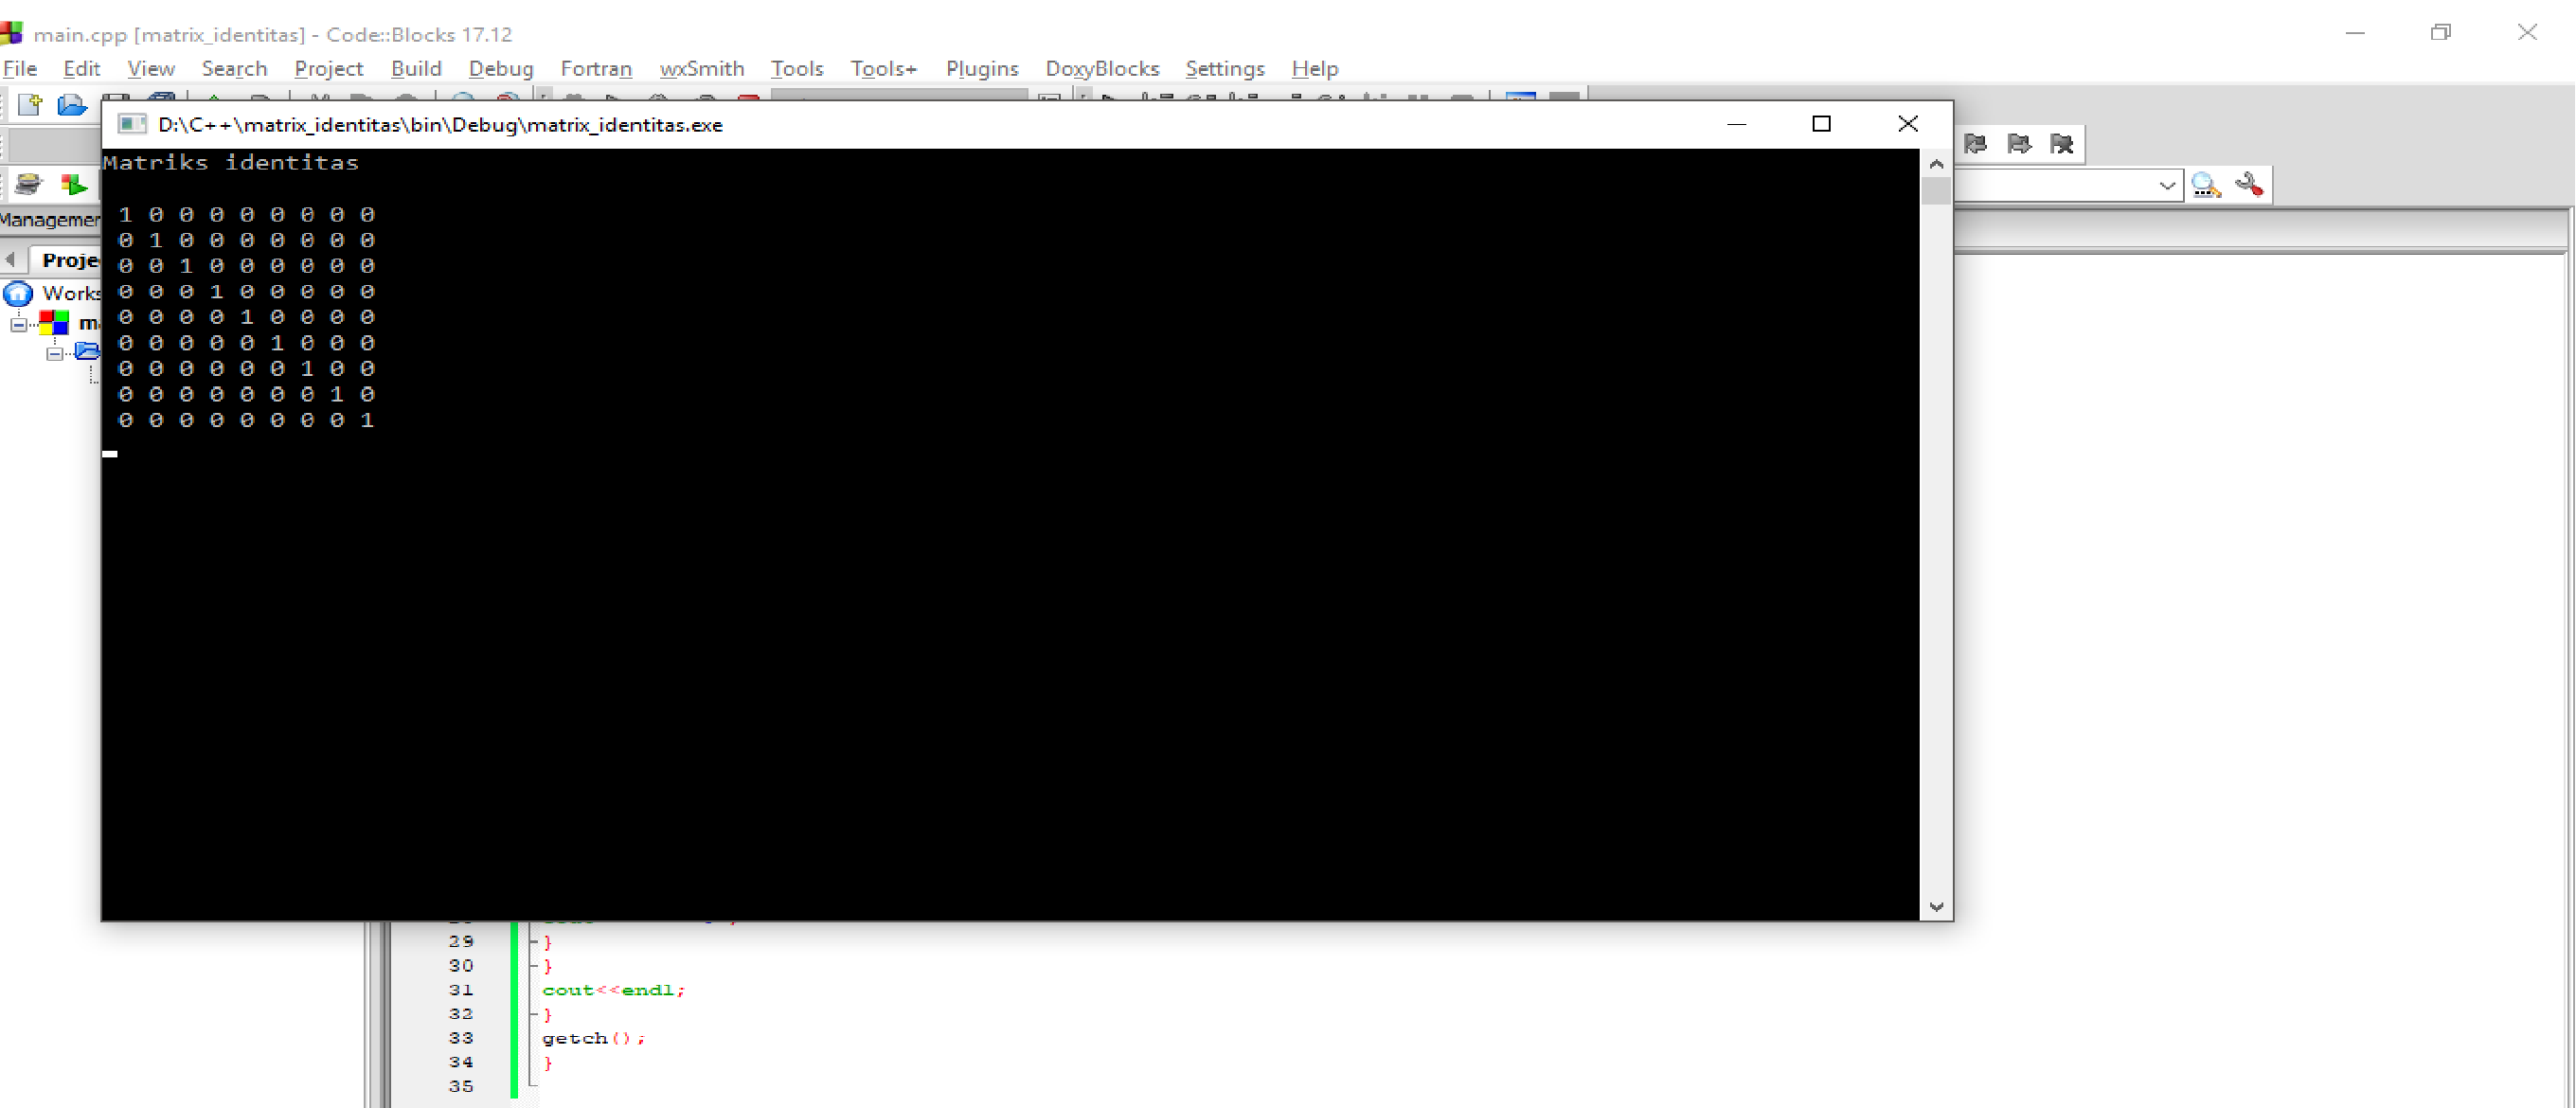 main.cpp [matrix_identitas] - Code::Blocks 17.12
File Edit View Search Project Build Debug Fortran wxSmith Tools Tools+ Plugins DoxyBlocks Settings Help
D:\C++\matrix_identitas\bin\Debug\matrix_identitas.exe
Matriks identitas
1 0 0 0 0 0 0 0 0
0 1 0 0 0 0 0 0 0
0 0 1 0 0 0 0 0 0
0 0 0 1 0 0 0 0 0
0 0 0 0 1 0 0 0 0
0 0 0 0 0 1 0 0 0
0 0 0 0 0 0 1 0 0
0 0 0 0 0 0 0 1 0
0 0 0 0 0 0 0 0 1
Managemen
Proje
Works
29 }
30 }
31 cout<<endl;
32 }
33 getch();
34 }
35